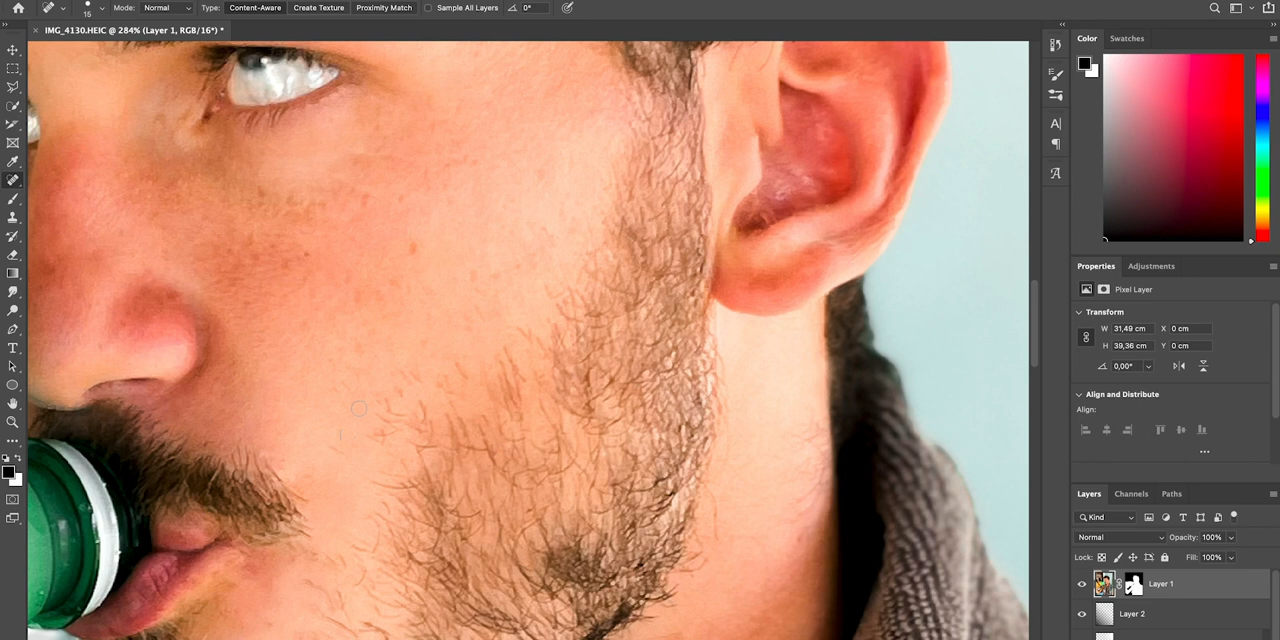 15 Mode: Normal Type: Content-Aware Create Texture Proximity Match Sample All Layers 0°
× IMG_4130.HEIC @ 284% (Layer 1, RGB/16*) *
Color Swatches
Properties Adjustments
Pixel Layer
Transform
W 31,49 cm X 0 cm
H 39,36 cm Y 0 cm
0,00°
Align and Distribute
Align:
Layers Channels Paths
Kind
Normal Opacity: 100%
Lock: Fill: 100%
Layer 1
Layer 2